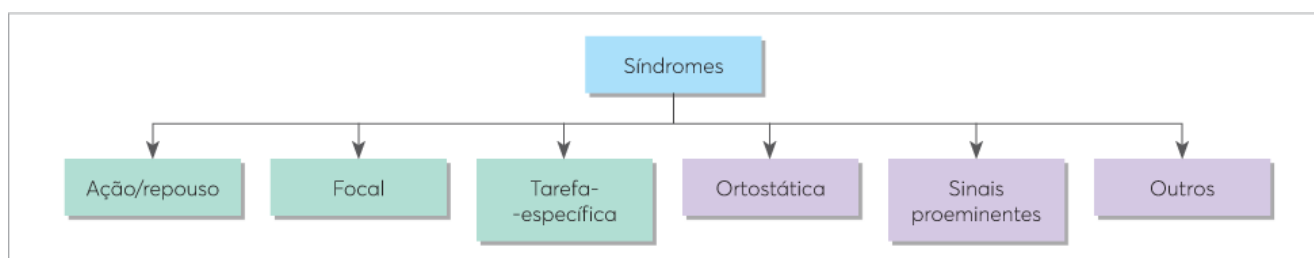 Síndromes
Ação/repouso
Focal
Tarefa-
-específica
Ortostática
Sinais
proeminentes
Outros